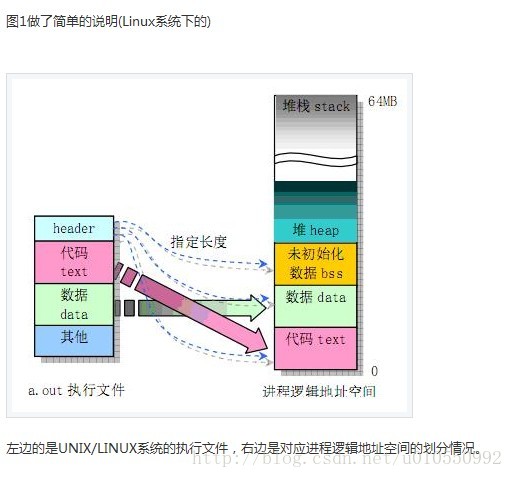 图1做了简单的说明(Linux系统下的)
堆栈 stack
64MB
header
代码
text
数据
data
其他
指定长度
堆 heap
未初始化
数据 bss
数据 data
代码 text
0
a.out 执行文件
进程逻辑地址空间
左边的是UNIX/LINUX系统的执行文件，右边是对应进程逻辑地址空间的划分情况。
http://blog.csdn.net/u010550992